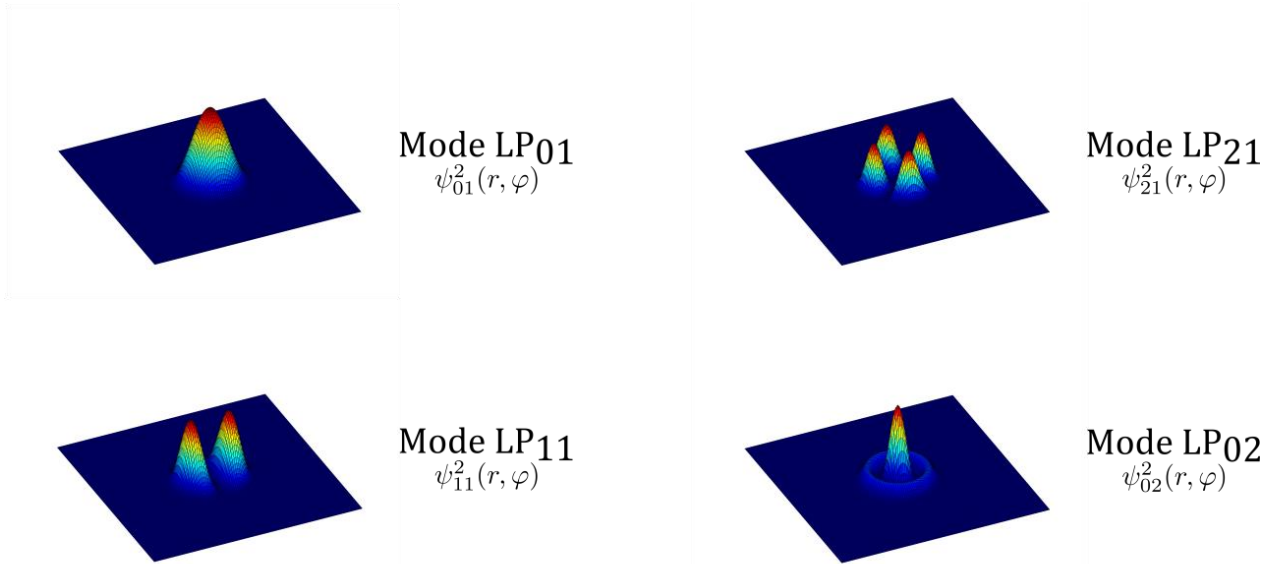 Mode LP₀₁
ψ²₀₁(r, φ)
Mode LP₂₁
ψ²₂₁(r, φ)
Mode LP₁₁
ψ²₁₁(r, φ)
Mode LP₀₂
ψ²₀₂(r, φ)